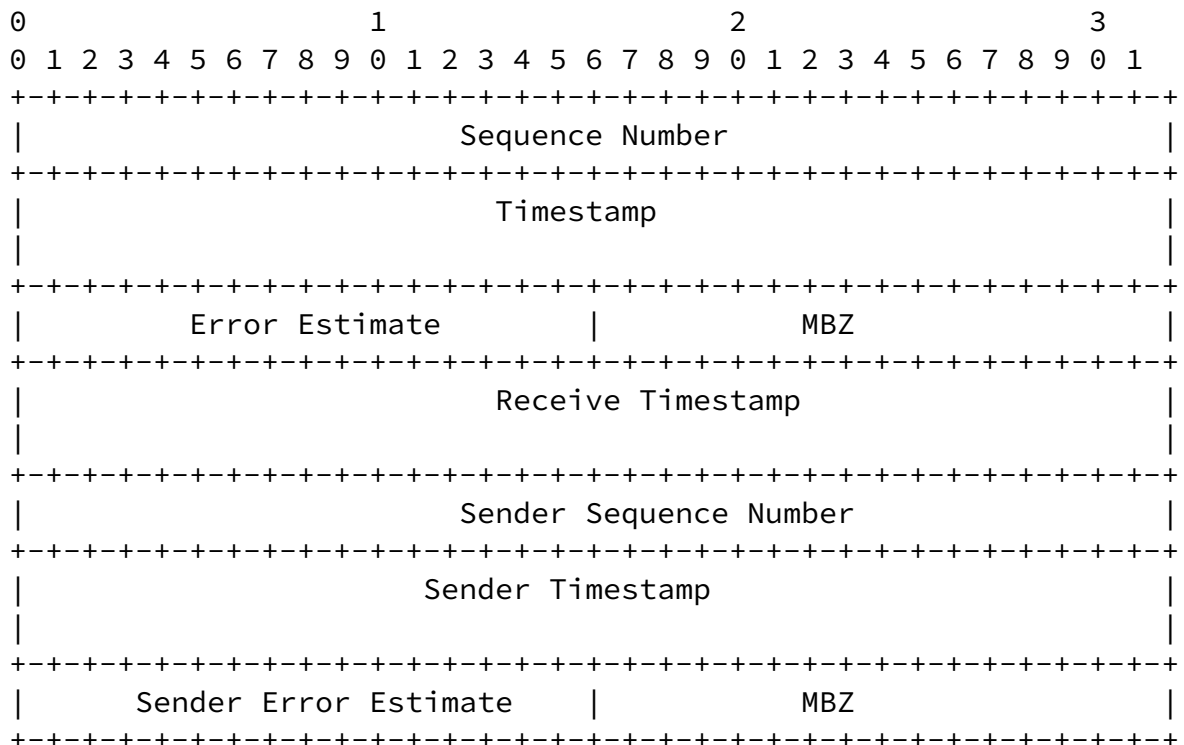 0                   1                   2                   3
0 1 2 3 4 5 6 7 8 9 0 1 2 3 4 5 6 7 8 9 0 1 2 3 4 5 6 7 8 9 0 1
+-+-+-+-+-+-+-+-+-+-+-+-+-+-+-+-+-+-+-+-+-+-+-+-+-+-+-+-+-+-+-+-+
|                        Sequence Number                        |
+-+-+-+-+-+-+-+-+-+-+-+-+-+-+-+-+-+-+-+-+-+-+-+-+-+-+-+-+-+-+-+-+
|                          Timestamp                            |
|                                                               |
+-+-+-+-+-+-+-+-+-+-+-+-+-+-+-+-+-+-+-+-+-+-+-+-+-+-+-+-+-+-+-+-+
|         Error Estimate        |           MBZ                 |
+-+-+-+-+-+-+-+-+-+-+-+-+-+-+-+-+-+-+-+-+-+-+-+-+-+-+-+-+-+-+-+-+
|                          Receive Timestamp                    |
|                                                               |
+-+-+-+-+-+-+-+-+-+-+-+-+-+-+-+-+-+-+-+-+-+-+-+-+-+-+-+-+-+-+-+-+
|                        Sender Sequence Number                 |
+-+-+-+-+-+-+-+-+-+-+-+-+-+-+-+-+-+-+-+-+-+-+-+-+-+-+-+-+-+-+-+-+
|                      Sender Timestamp                         |
|                                                               |
+-+-+-+-+-+-+-+-+-+-+-+-+-+-+-+-+-+-+-+-+-+-+-+-+-+-+-+-+-+-+-+-+
|      Sender Error Estimate    |           MBZ                 |
+-+-+-+-+-+-+-+-+-+-+-+-+-+-+-+-+-+-+-+-+-+-+-+-+-+-+-+-+-+-+-+-+